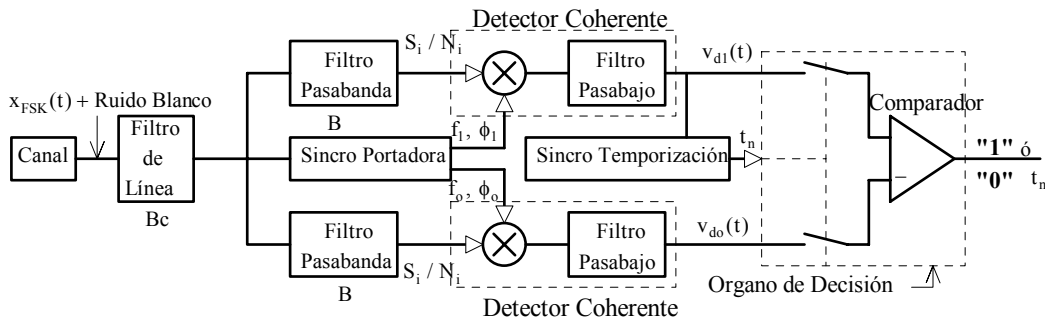 Detector Coherente
S_i / N_i
Filtro
Pasabanda
B
Filtro
Pasabajo
v_d1(t)
x_FSK(t) + Ruido Blanco
Comparador
Canal
Filtro
de
Línea
Bc
Sincro Portadora
f_1, ϕ_1
f_o, ϕ_o
Sincro Temporización
t_n
"1" ó
"0" t_n
−
Filtro
Pasabanda
B
S_i / N_i
Filtro
Pasabajo
v_do(t)
Detector Coherente
Organo de Decisión